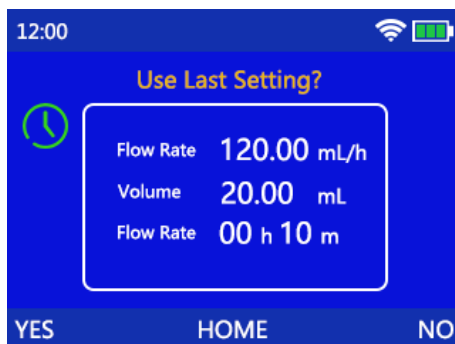 12:00
Use Last Setting?
Flow Rate 120.00 mL/h
Volume 20.00 mL
Flow Rate 00 h 10 m
YES HOME NO